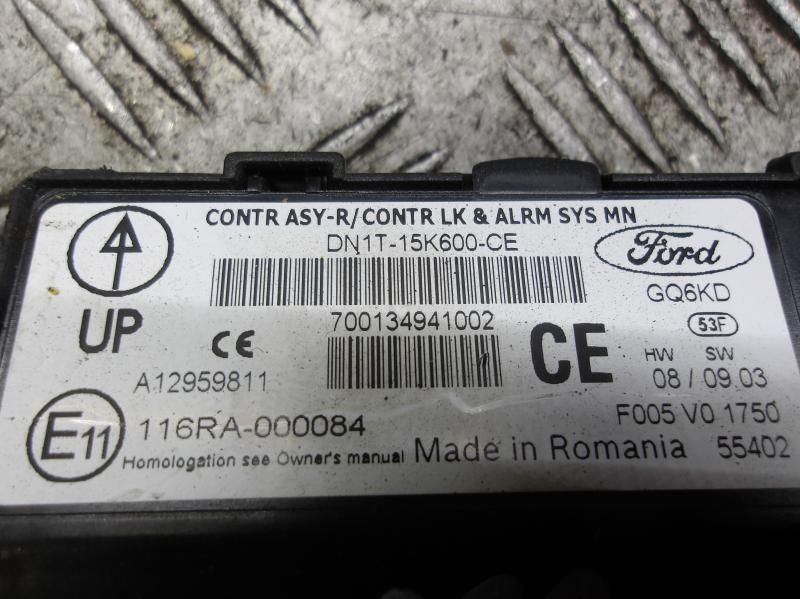 CONTR ASY-R/CONTR LK & ALRM SYS MN
DN1T-15K600-CE
Ford
GQ6KD
UP
CE
700134941002
CE
53F
HW SW
08 / 09.03
A12959811
E11
116RA-000084
F005 V0 1750
Homologation see Owner's manual Made in Romania 55402